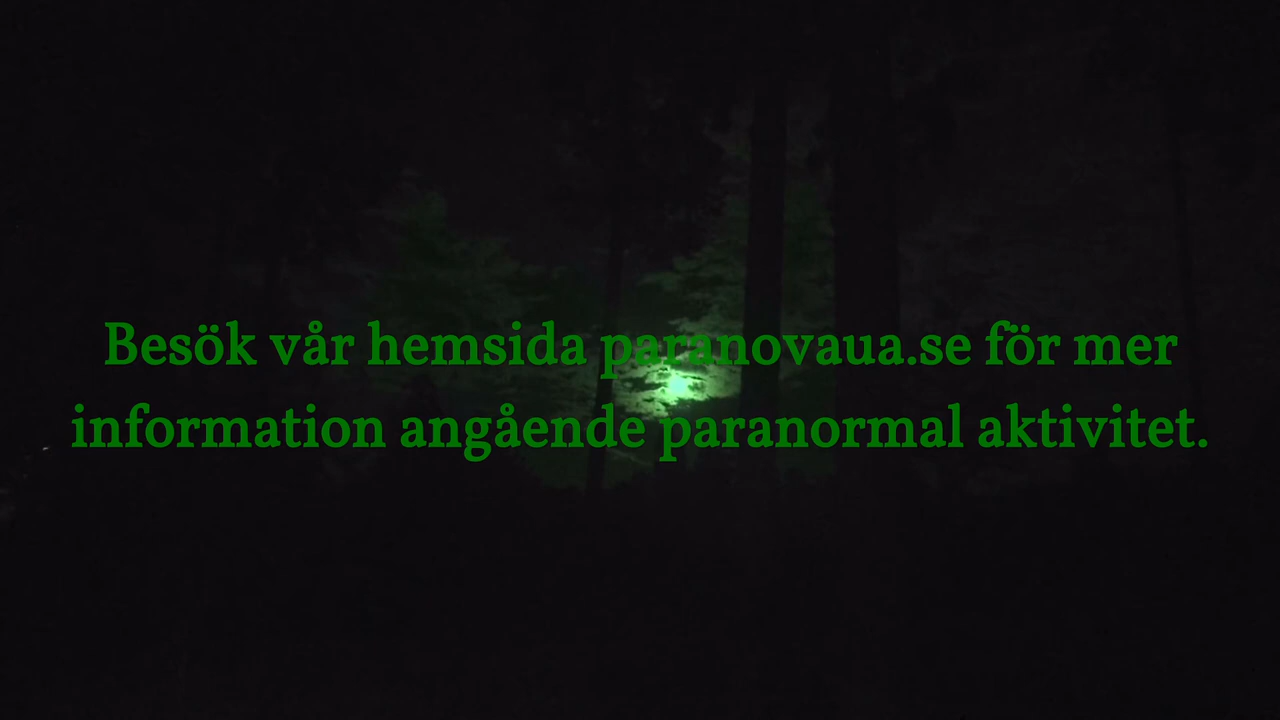 Besök vår hemsida paranovaua.se för mer
information angående paranormal aktivitet.